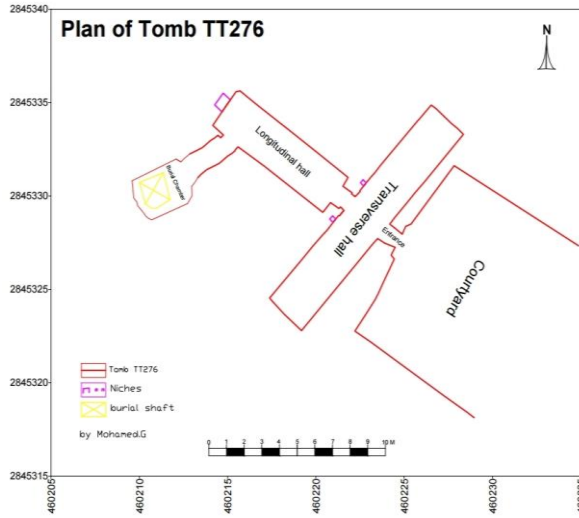 Plan of Tomb TT276
N
2845340
2845335
2845330
2845325
2845320
2845315
Longitudinal hall
Burial Chamber
Transverse hall
Entrance
Courtyard
Tomb TT276
Niches
burial shaft
by Mohamed.G
0 1 2 3 4 5 6 7 8 9 10 M
460205
460210
460215
460220
460225
460230